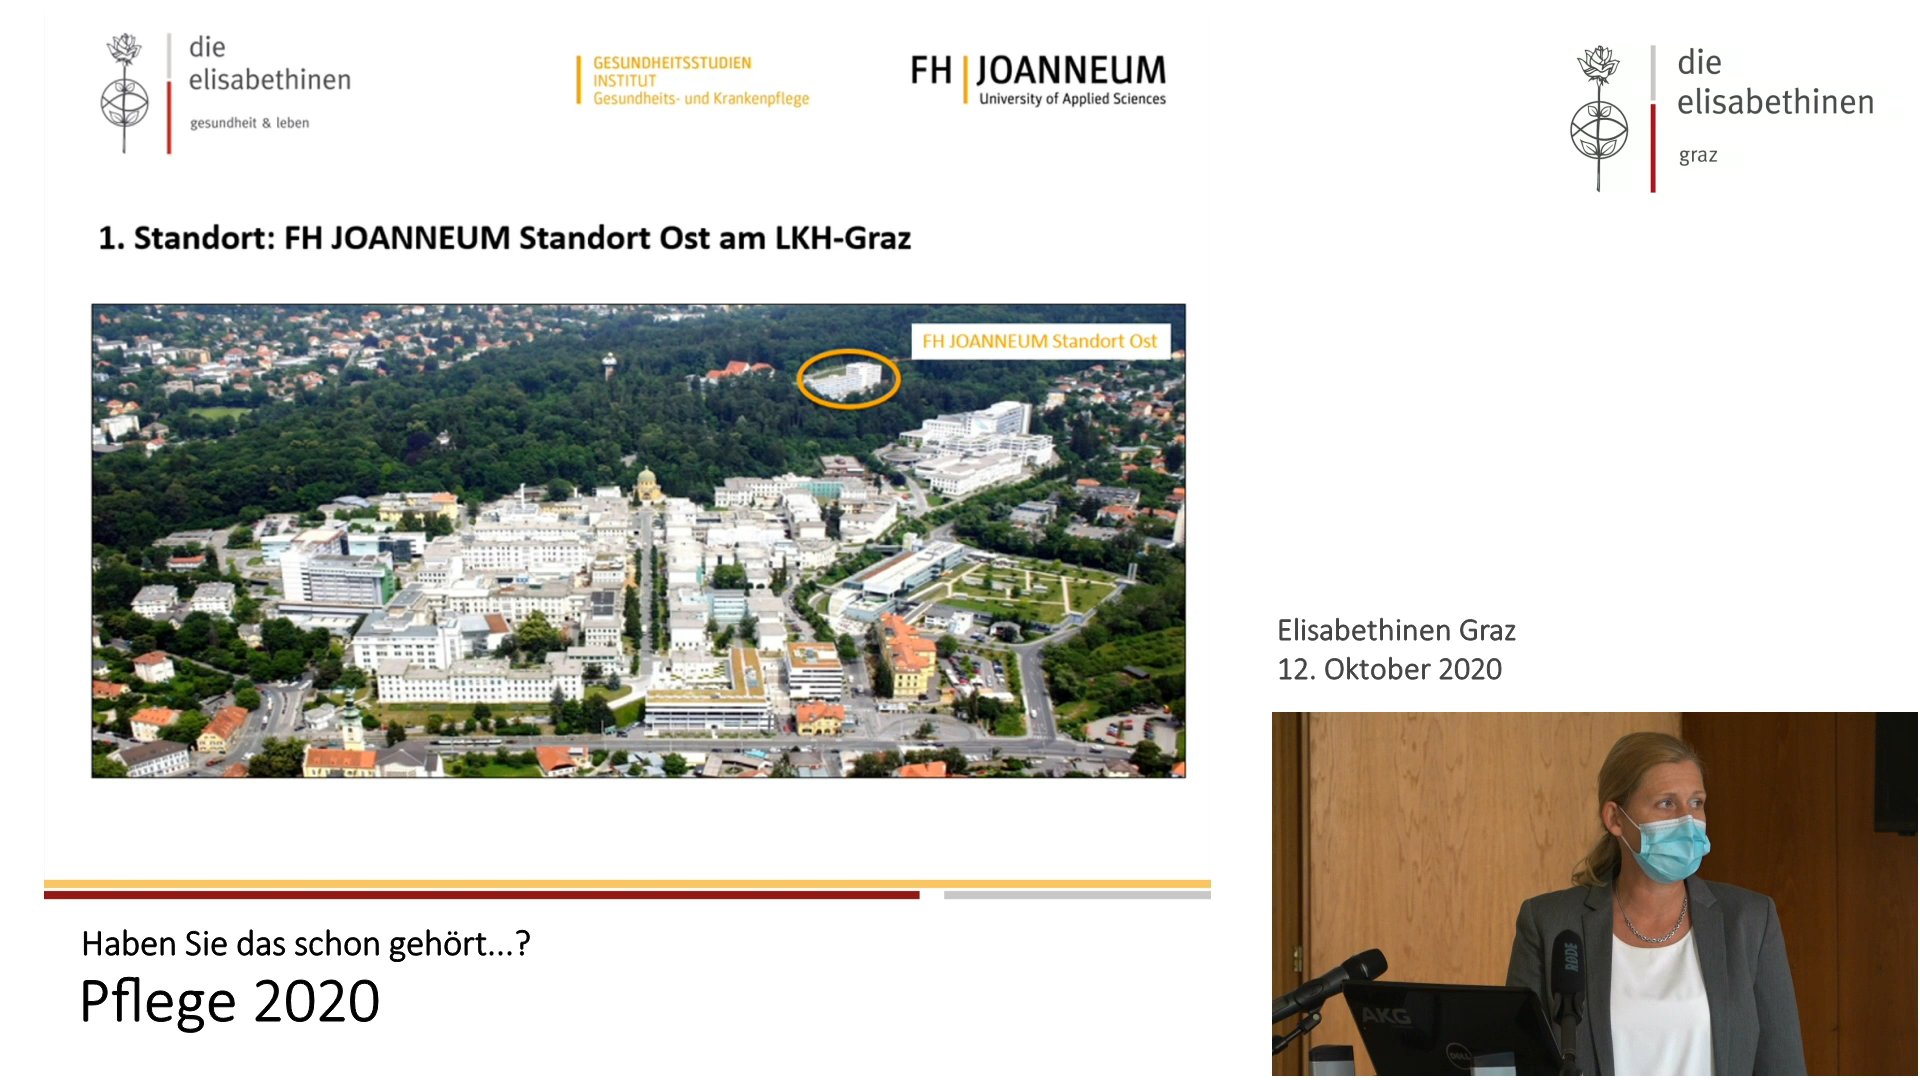 die
elisabethinen
gesundheit & leben
GESUNDHEITSSTUDIEN
INSTITUT
Gesundheits- und Krankenpflege
FH JOANNEUM
University of Applied Sciences
die
elisabethinen
graz
1. Standort: FH JOANNEUM Standort Ost am LKH-Graz
FH JOANNEUM Standort Ost
Elisabethinen Graz
12. Oktober 2020
RØDE
AKG
DELL
Haben Sie das schon gehört...?
Pflege 2020